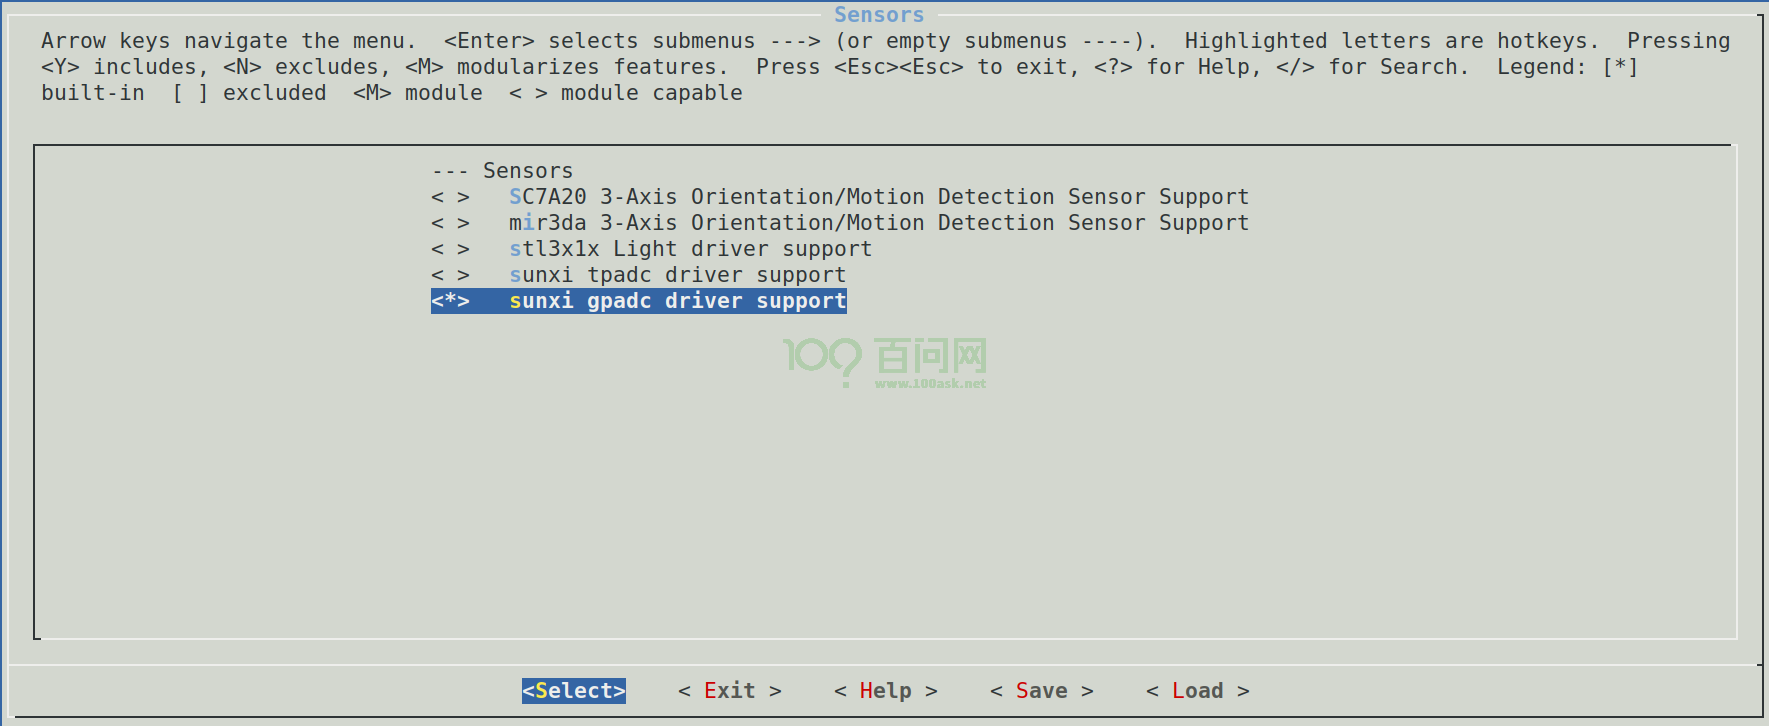 Sensors
Arrow keys navigate the menu.  <Enter> selects submenus ---> (or empty submenus ----).  Highlighted letters are hotkeys.  Pressing
<Y> includes, <N> excludes, <M> modularizes features.  Press <Esc><Esc> to exit, <?> for Help, </> for Search.  Legend: [*]
built-in  [ ] excluded  <M> module  < > module capable
--- Sensors
< >   SC7A20 3-Axis Orientation/Motion Detection Sensor Support
< >   mir3da 3-Axis Orientation/Motion Detection Sensor Support
< >   stl3x1x Light driver support
< >   sunxi tpadc driver support
<*>   sunxi gpadc driver support
100? 百问网
www.100ask.net
<Select>    < Exit >    < Help >    < Save >    < Load >